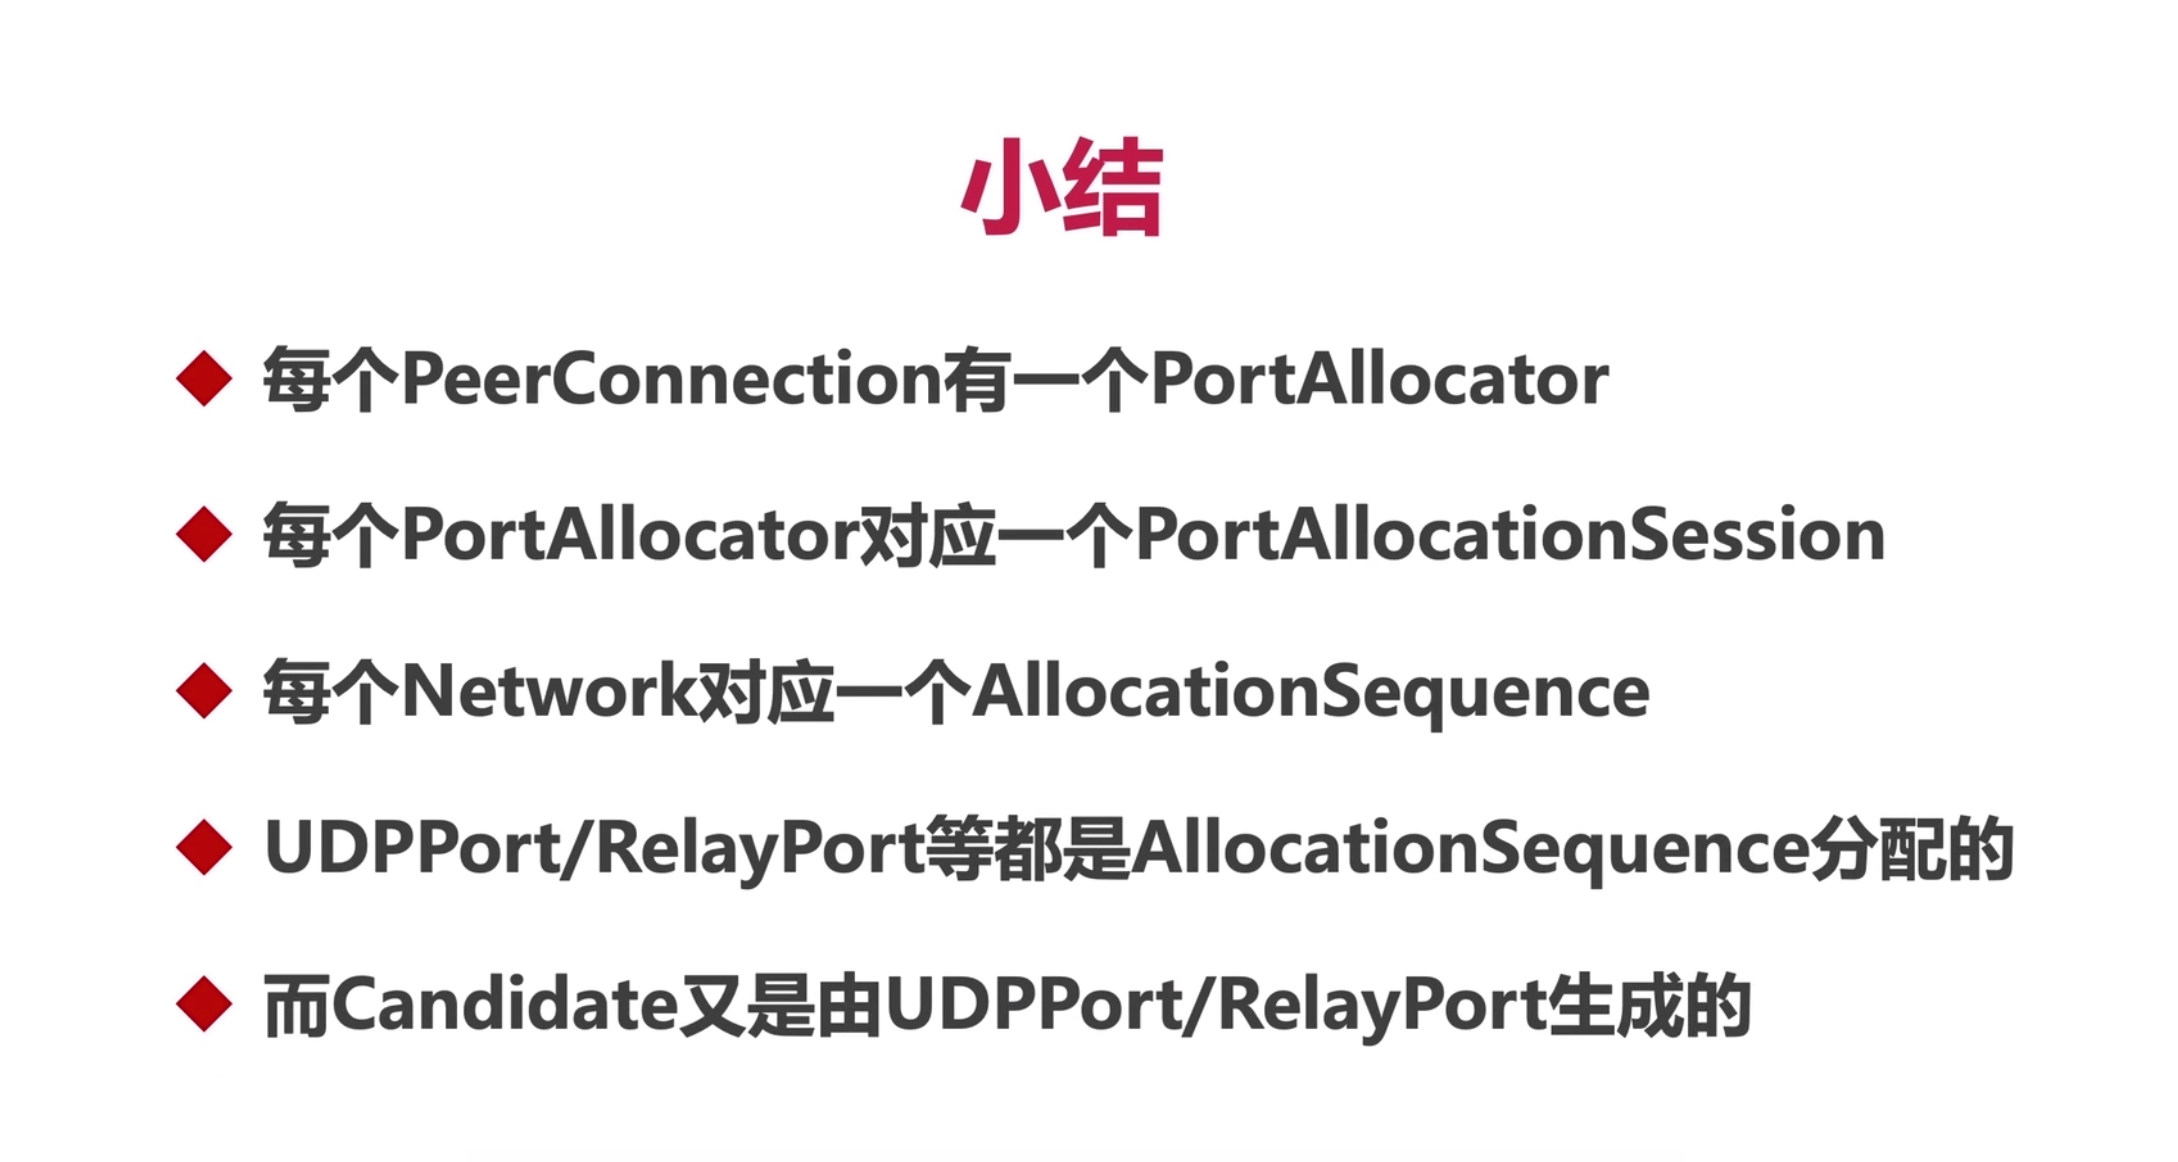 小结
每个PeerConnection有一个PortAllocator
每个PortAllocator对应一个PortAllocationSession
每个Network对应一个AllocationSequence
UDPPort/RelayPort等都是AllocationSequence分配的
而Candidate又是由UDPPort/RelayPort生成的